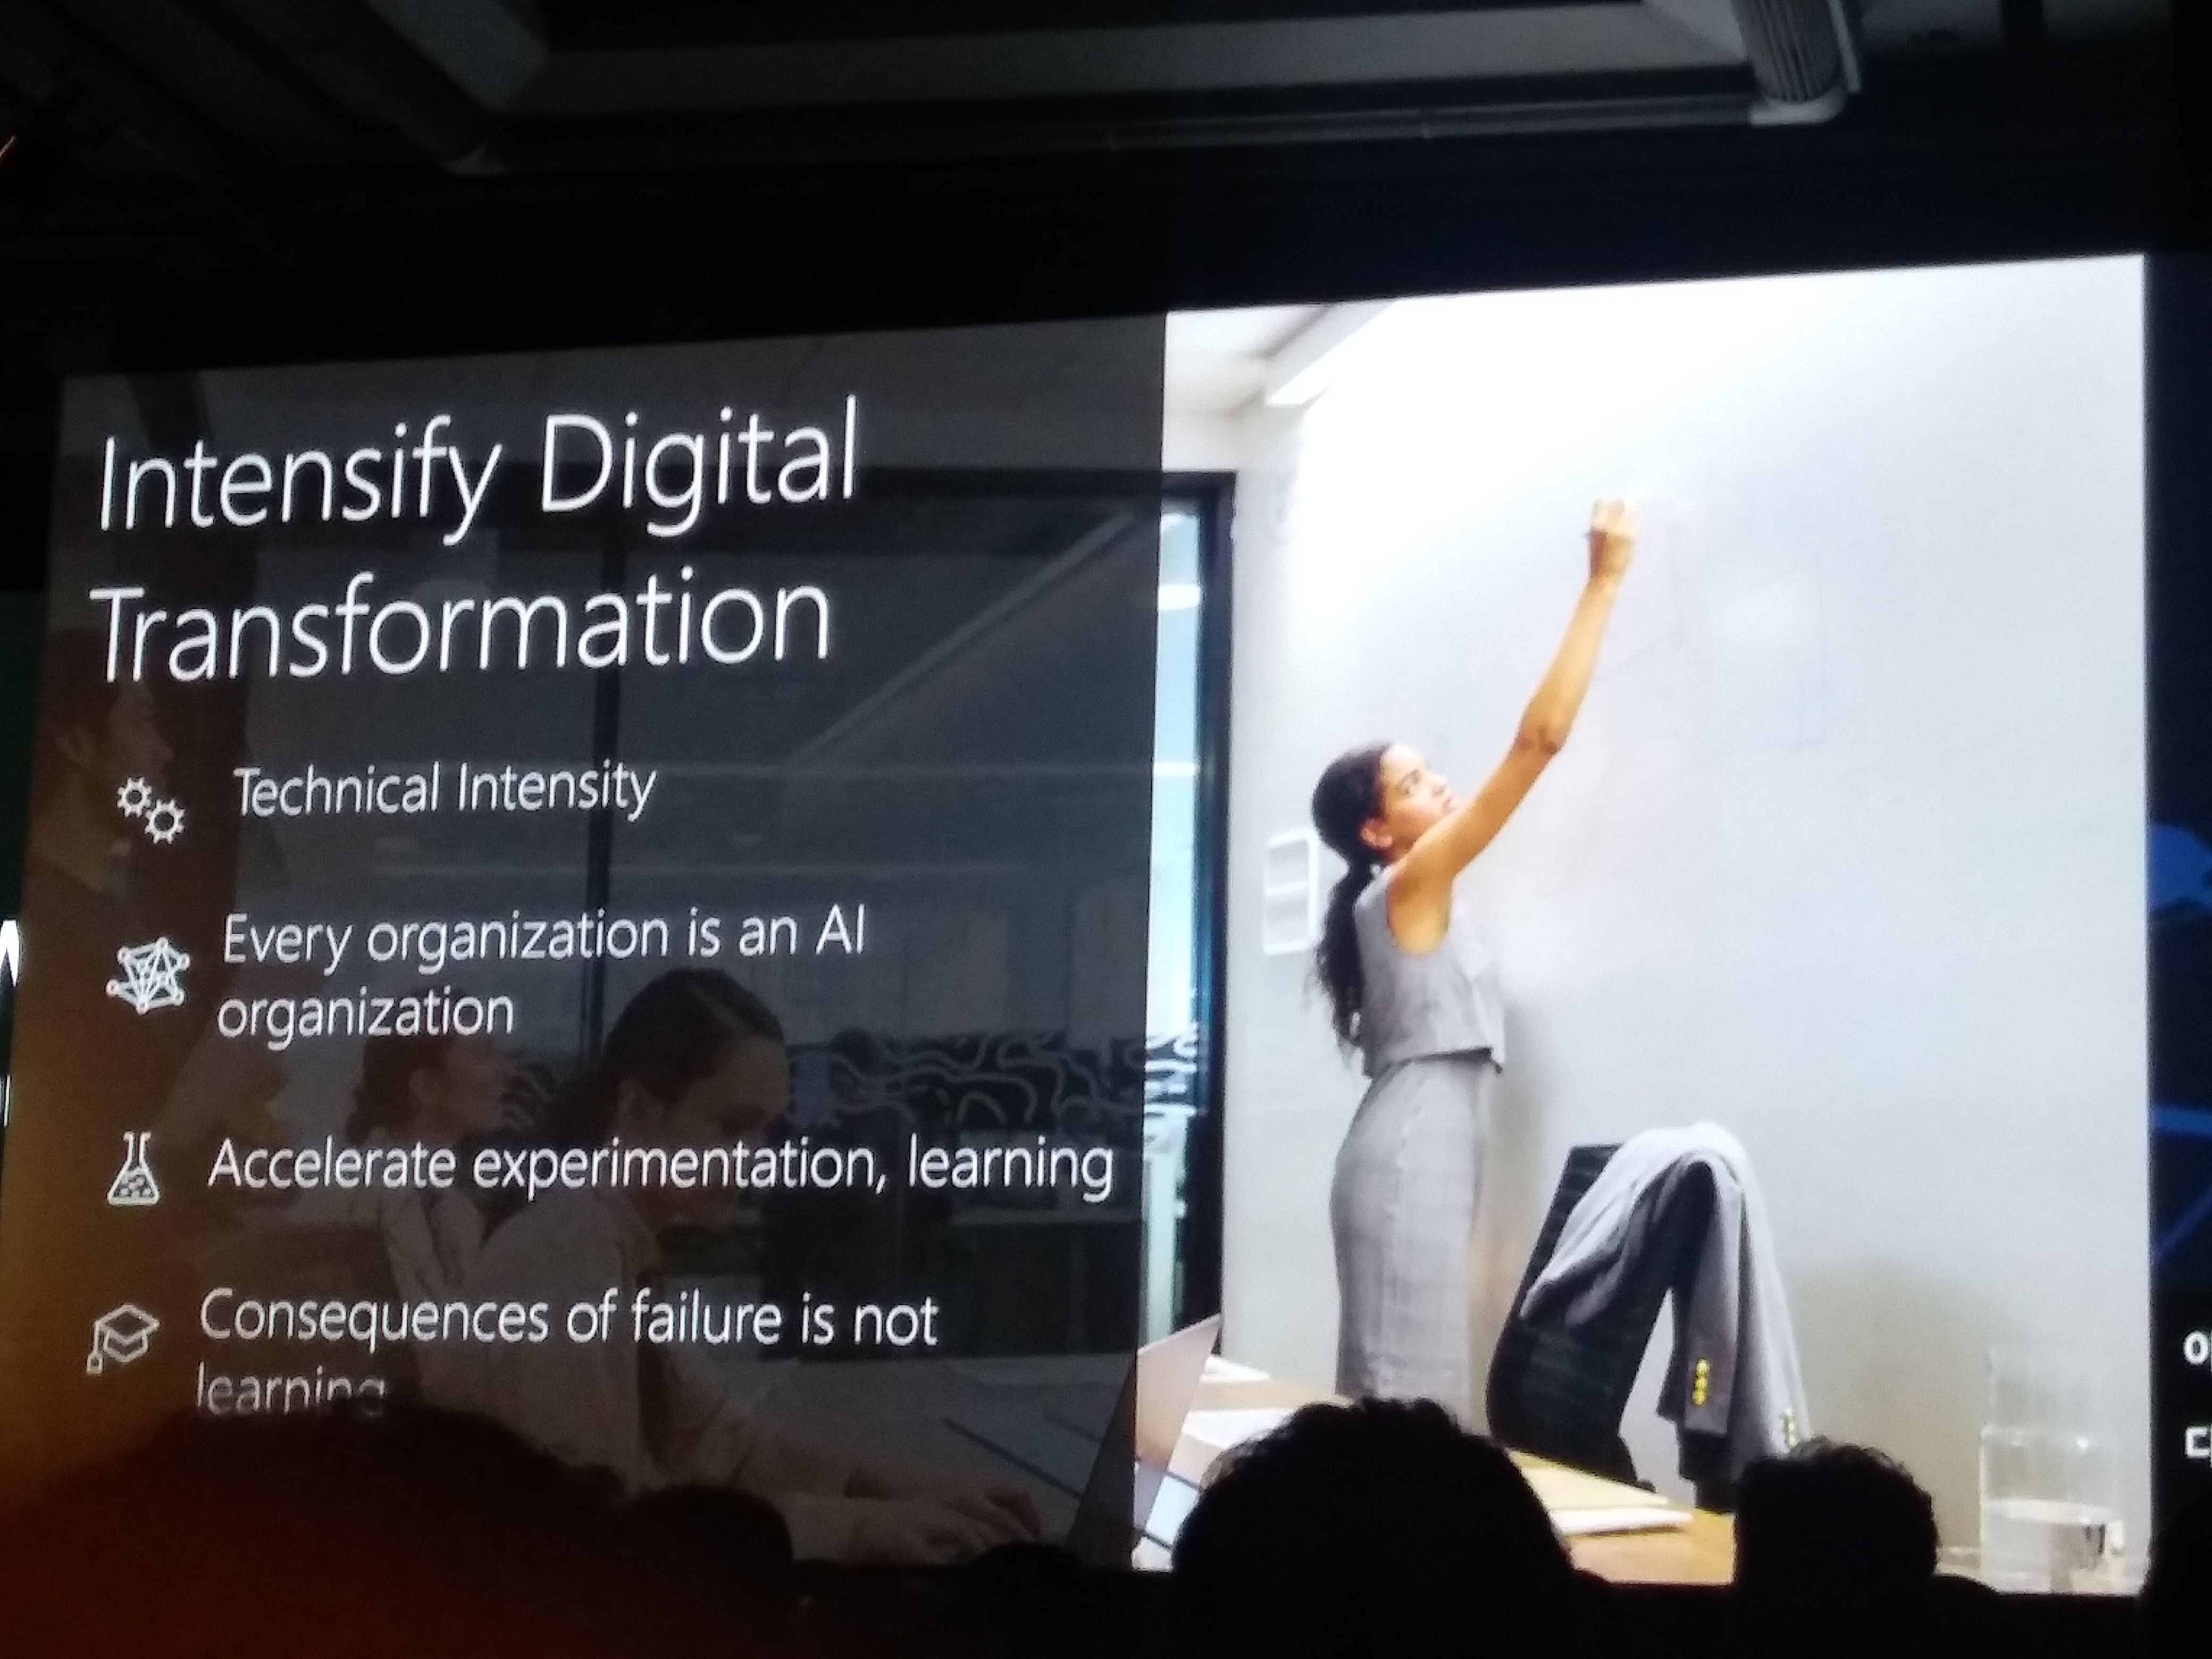 Intensify Digital
Transformation
Technical Intensity
Every organization is an AI
organization
Accelerate experimentation, learning
Consequences of failure is not
learning